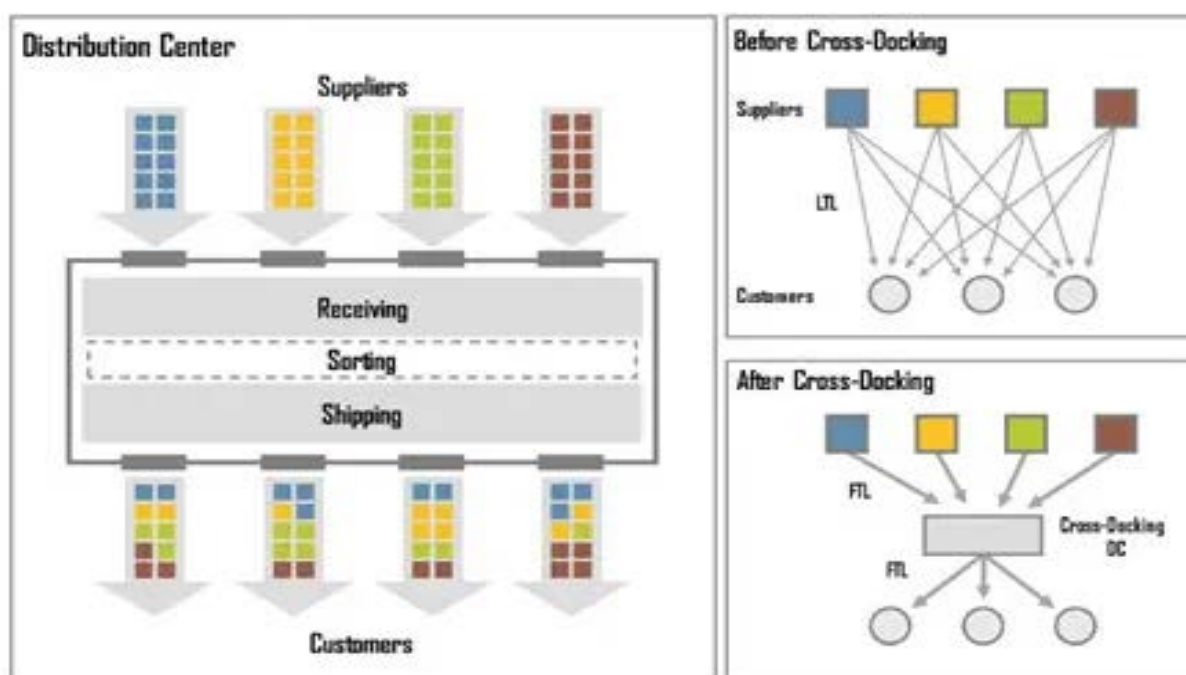 Distribution Center
Suppliers
Receiving
Sorting
Shipping
Customers
Before Cross-Docking
Suppliers
LTL
Customers
After Cross-Docking
FTL
Cross-Docking
DC
FTL